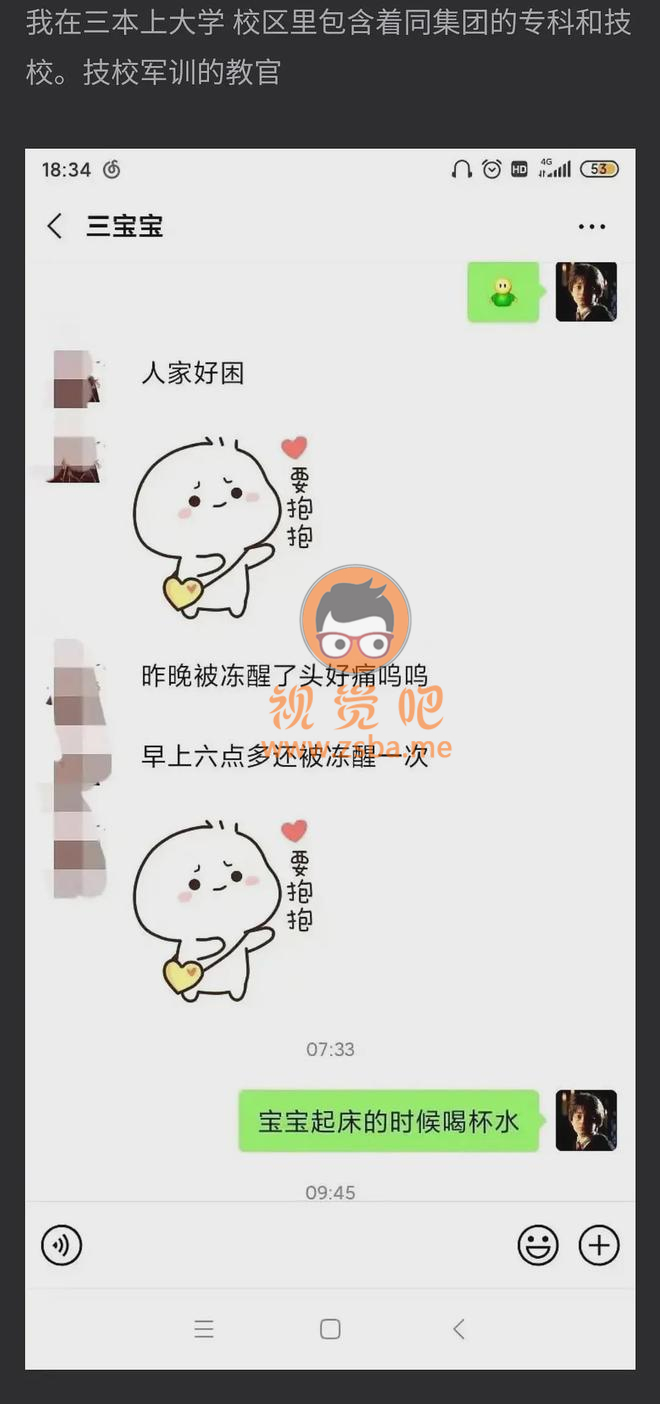 我在三本上大学 校区里包含着同集团的专科和技
校。技校军训的教官
18:34
HD
4G
53
三宝宝
人家好困
要抱抱
昨晚被冻醒了头好痛呜呜
视觉吧
www.zsba.me
早上六点多还被冻醒一次
要抱抱
07:33
宝宝起床的时候喝杯水
09:45